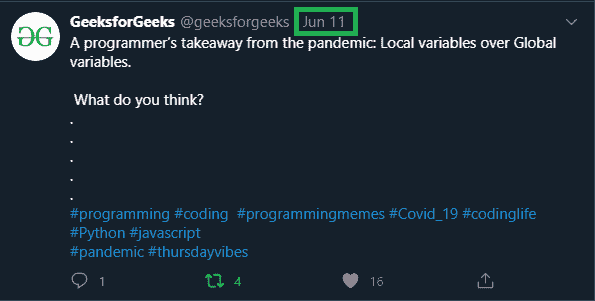 GeeksforGeeks @geeksforgeeks Jun 11
A programmer's takeaway from the pandemic: Local variables over Global
variables.
What do you think?
.
.
.
.
.
#programming #coding #programmingmemes #Covid_19 #codinglife
#Python #javascript
#pandemic #thursdayvibes
1 4 16